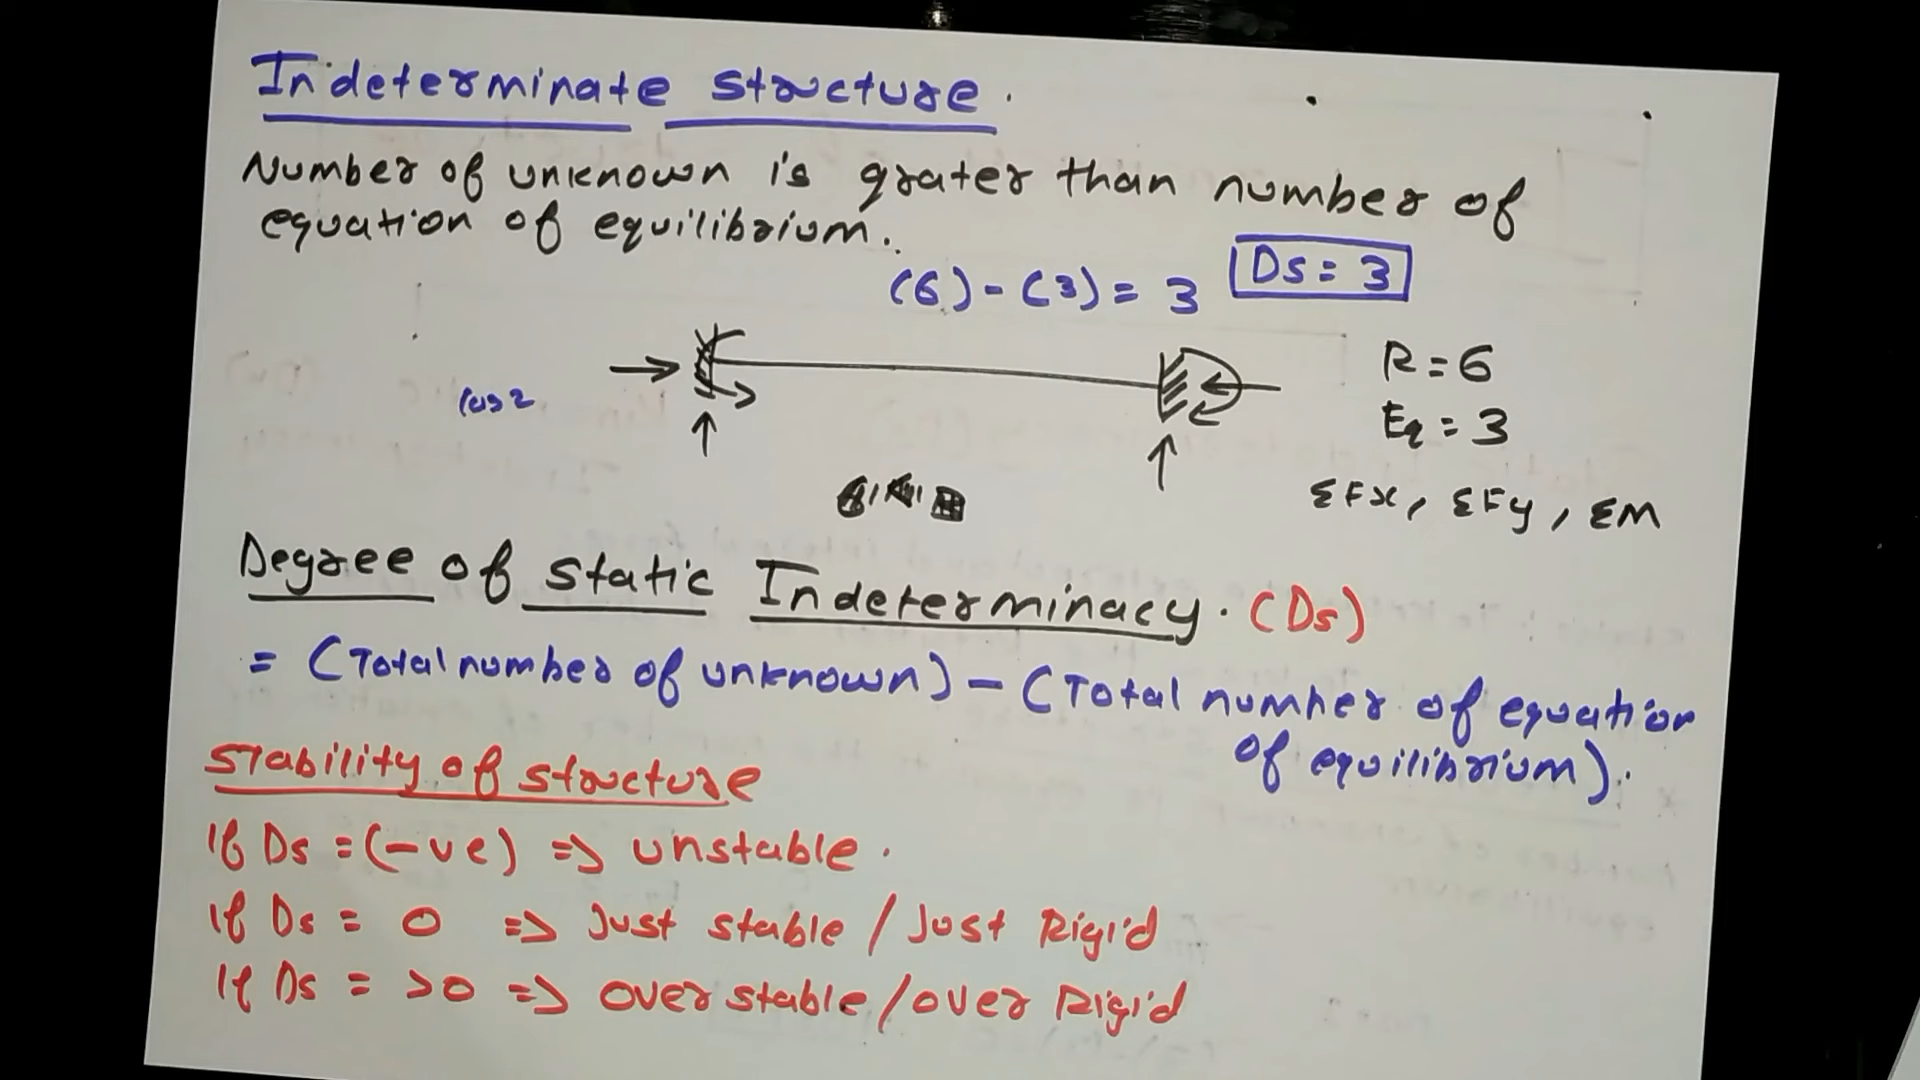 Indeterminate structure.
Number of unknown is grater than number of
equation of equilibrium.
(6) - (3) = 3 Ds = 3
R = 6
Eq = 3
ΣFx, ΣFy, ΣM
Degree of static Indeterminacy. (Ds)
= (Total number of unknown) - (Total number of equation
of equilibrium).
Stability of structure
If Ds = (-ve) => unstable.
If Ds = 0 => Just stable / Just Rigid
If Ds = >0 => over stable / over Rigid